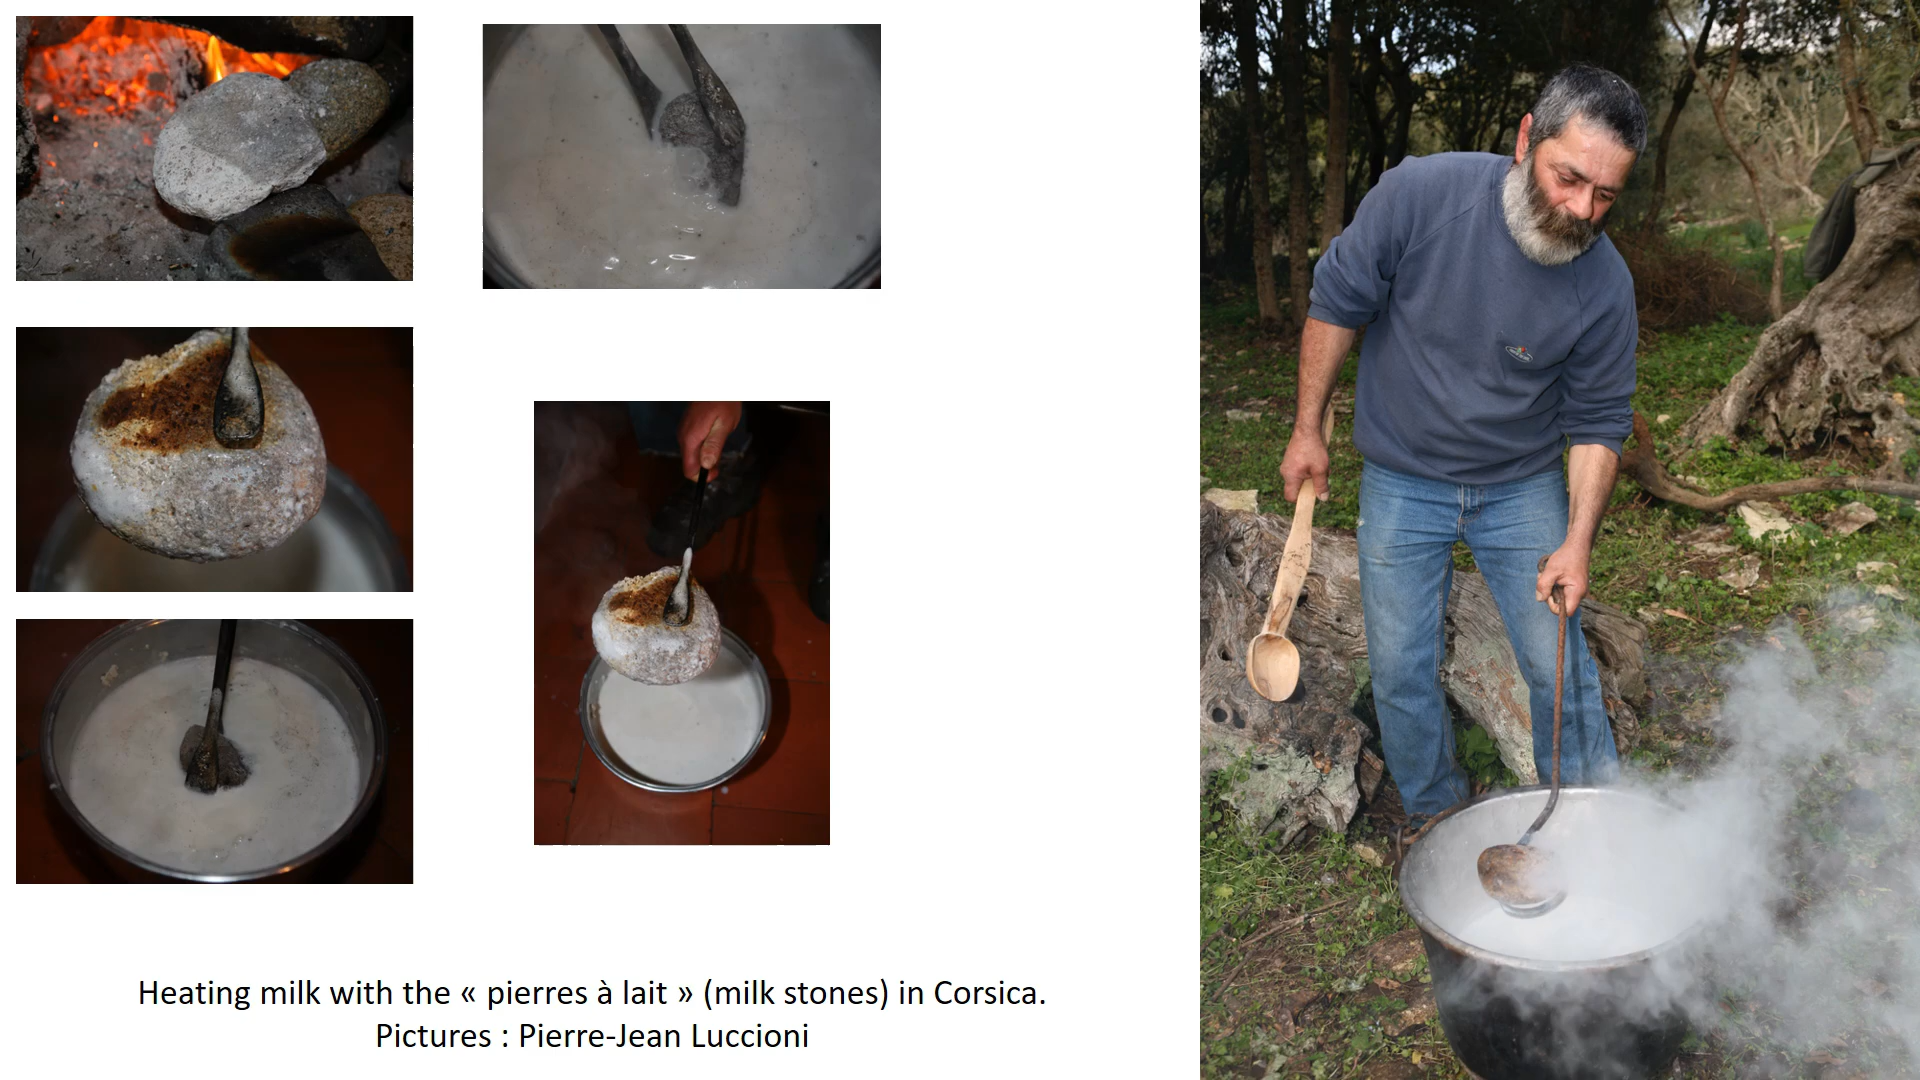 Heating milk with the « pierres à lait » (milk stones) in Corsica.
Pictures : Pierre-Jean Luccioni